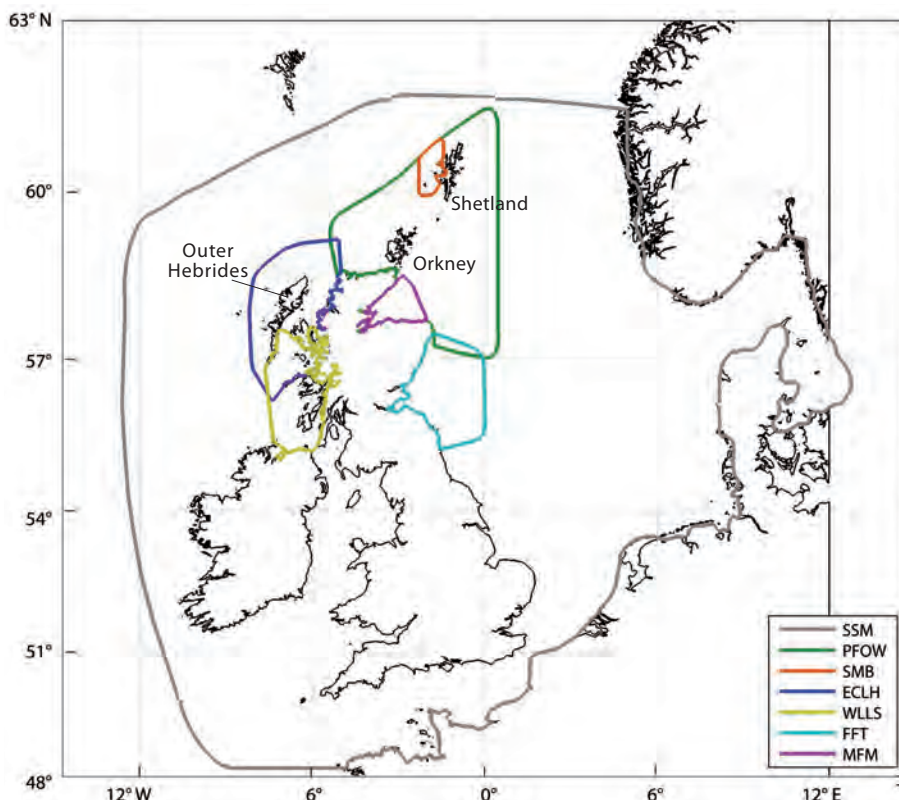 63° N
60°
57°
54°
51°
48°
12°W
6°
0°
6°
12°E
Shetland
Orkney
Outer
Hebrides
SSM
PFOW
SMB
ECLH
WLLS
FFT
MFM